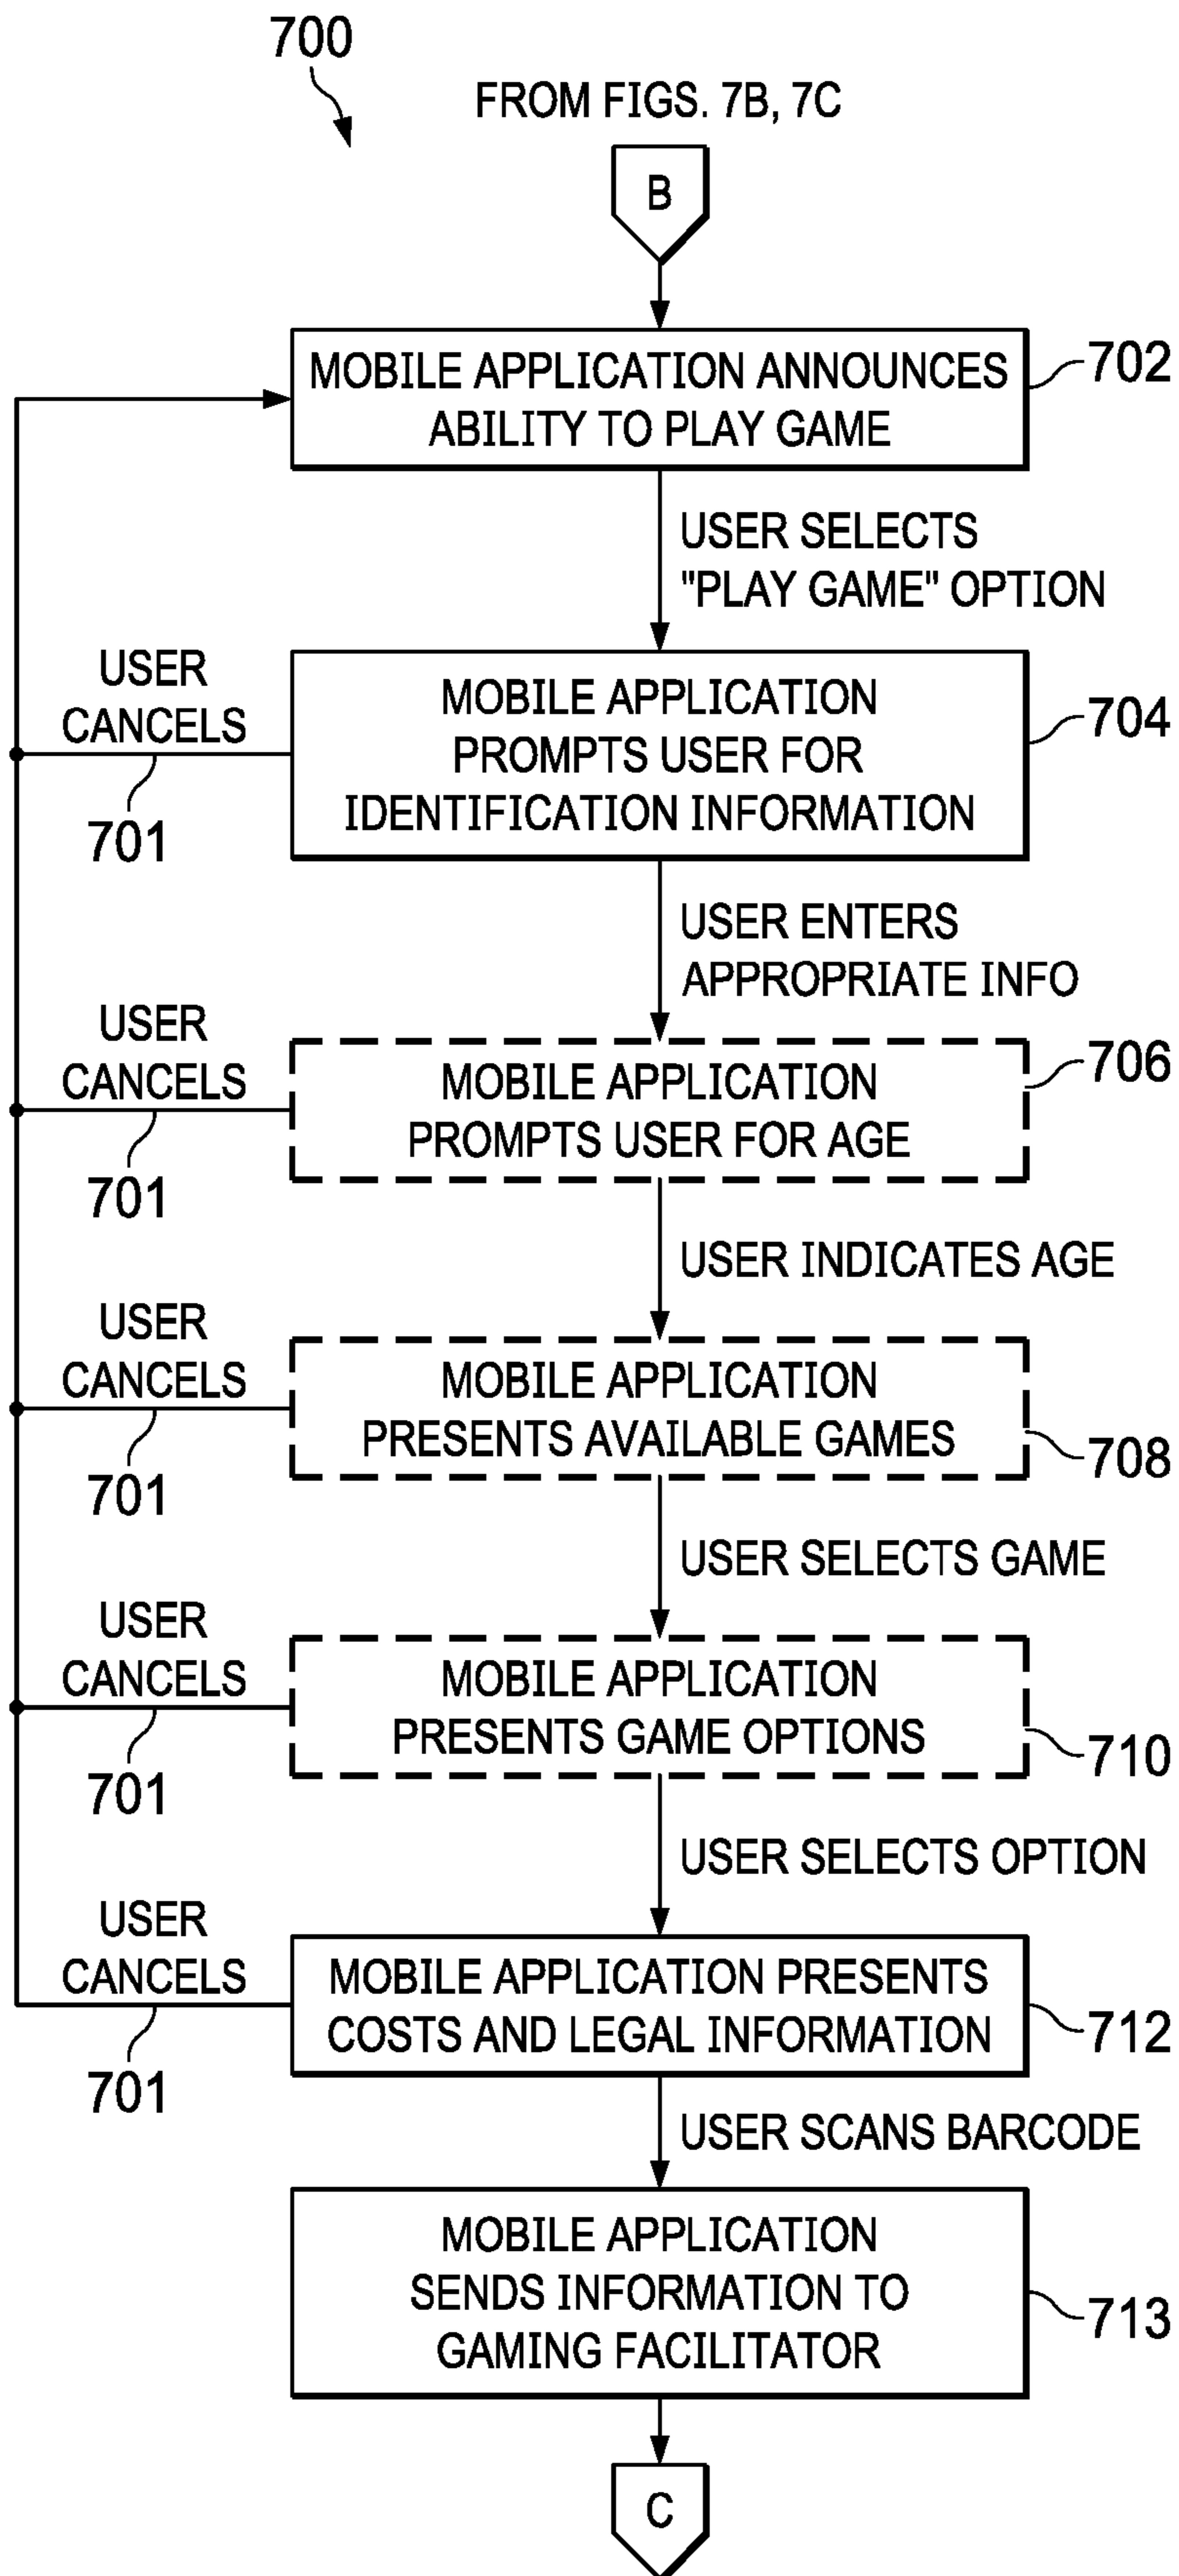 700
FROM FIGS. 7B, 7C
B
MOBILE APPLICATION ANNOUNCES
ABILITY TO PLAY GAME
702
USER SELECTS
"PLAY GAME" OPTION
USER
CANCELS
701
MOBILE APPLICATION
PROMPTS USER FOR
IDENTIFICATION INFORMATION
704
USER ENTERS
APPROPRIATE INFO
USER
CANCELS
701
MOBILE APPLICATION
PROMPTS USER FOR AGE
706
USER INDICATES AGE
USER
CANCELS
701
MOBILE APPLICATION
PRESENTS AVAILABLE GAMES
708
USER SELECTS GAME
USER
CANCELS
701
MOBILE APPLICATION
PRESENTS GAME OPTIONS
710
USER SELECTS OPTION
USER
CANCELS
701
MOBILE APPLICATION PRESENTS
COSTS AND LEGAL INFORMATION
712
USER SCANS BARCODE
MOBILE APPLICATION
SENDS INFORMATION TO
GAMING FACILITATOR
713
C